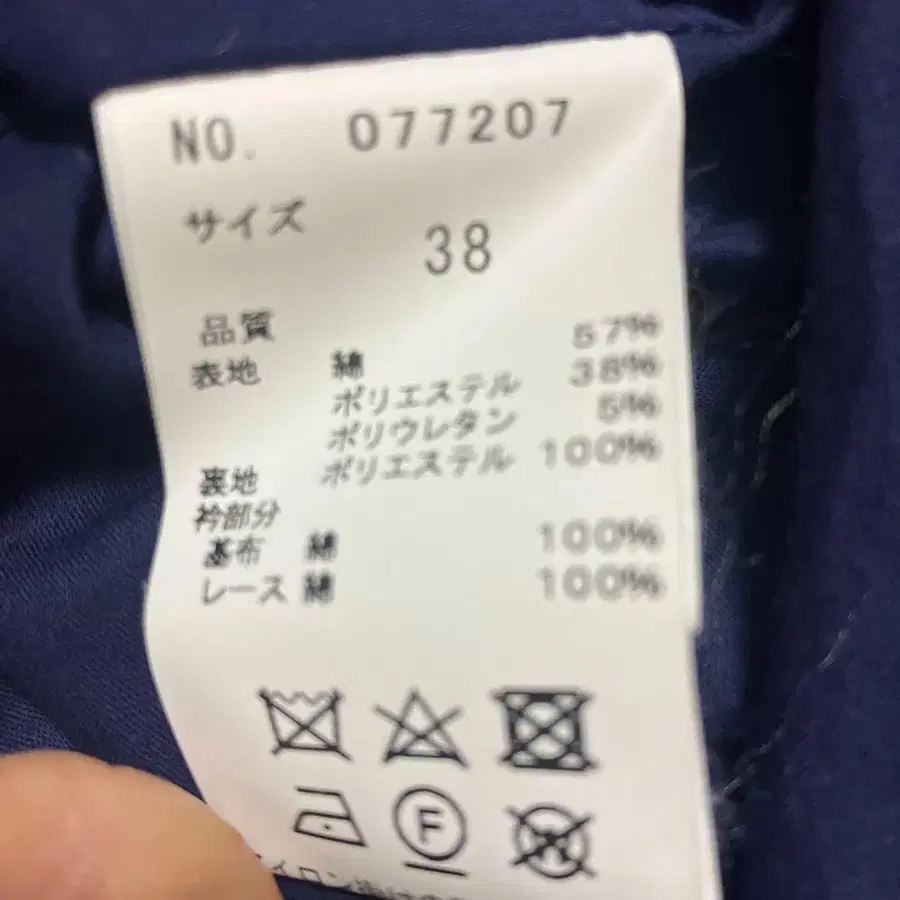 NO. 077207
サイズ 38
品質
表地 綿 57%
ポリエステル 38%
ポリウレタン 5%
裏地 ポリエステル 100%
衿部分
基布 綿 100%
レース 綿 100%
F
W